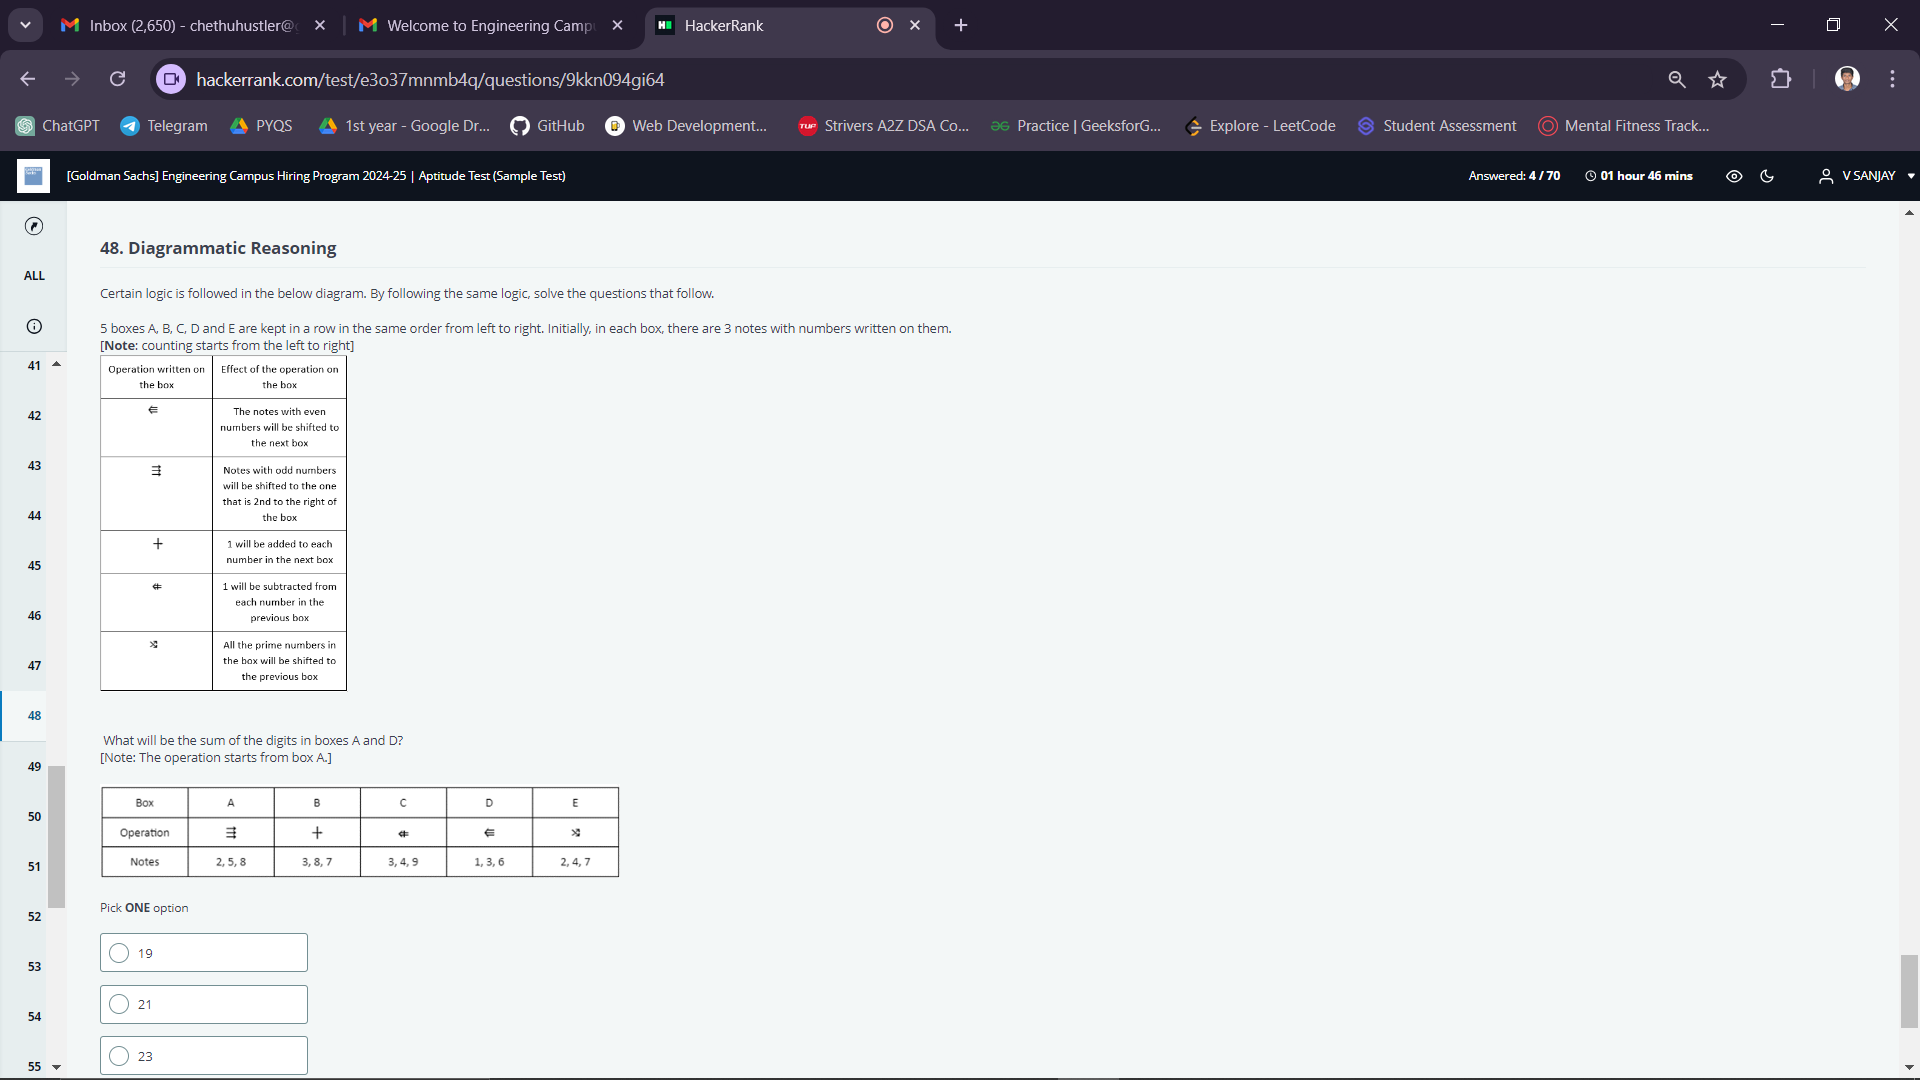 Inbox (2,650) - chethuhustler@
Welcome to Engineering Camp
HackerRank
hackerrank.com/test/e3o37mnmb4q/questions/9kkn094gi64
ChatGPT
Telegram
PYQS
1st year - Google Dr...
GitHub
Web Development...
Strivers A2Z DSA Co...
Practice | GeeksforG...
Explore - LeetCode
Student Assessment
Mental Fitness Track...
[Goldman Sachs] Engineering Campus Hiring Program 2024-25 | Aptitude Test (Sample Test)
Answered: 4 / 70
01 hour 46 mins
V SANJAY
ALL
41
42
43
44
45
46
47
48
49
50
51
52
53
54
55
48. Diagrammatic Reasoning
Certain logic is followed in the below diagram. By following the same logic, solve the questions that follow.
5 boxes A, B, C, D and E are kept in a row in the same order from left to right. Initially, in each box, there are 3 notes with numbers written on them.
[Note: counting starts from the left to right]
Operation written on the box
Effect of the operation on the box
⋸ The notes with even
numbers will be shifted to
the next box
Notes with odd numbers
will be shifted to the one
that is 2nd to the right of
the box
+ 1 will be added to each
number in the next box
1 will be subtracted from
each number in the
previous box
All the prime numbers in
the box will be shifted to
the previous box
What will be the sum of the digits in boxes A and D?
[Note: The operation starts from box A.]
Box A B C D E
Operation ⇶ + ⋕ ⋸ ⤮
Notes 2, 5, 8 3, 8, 7 3, 4, 9 1, 3, 6 2, 4, 7
Pick ONE option
19
21
23